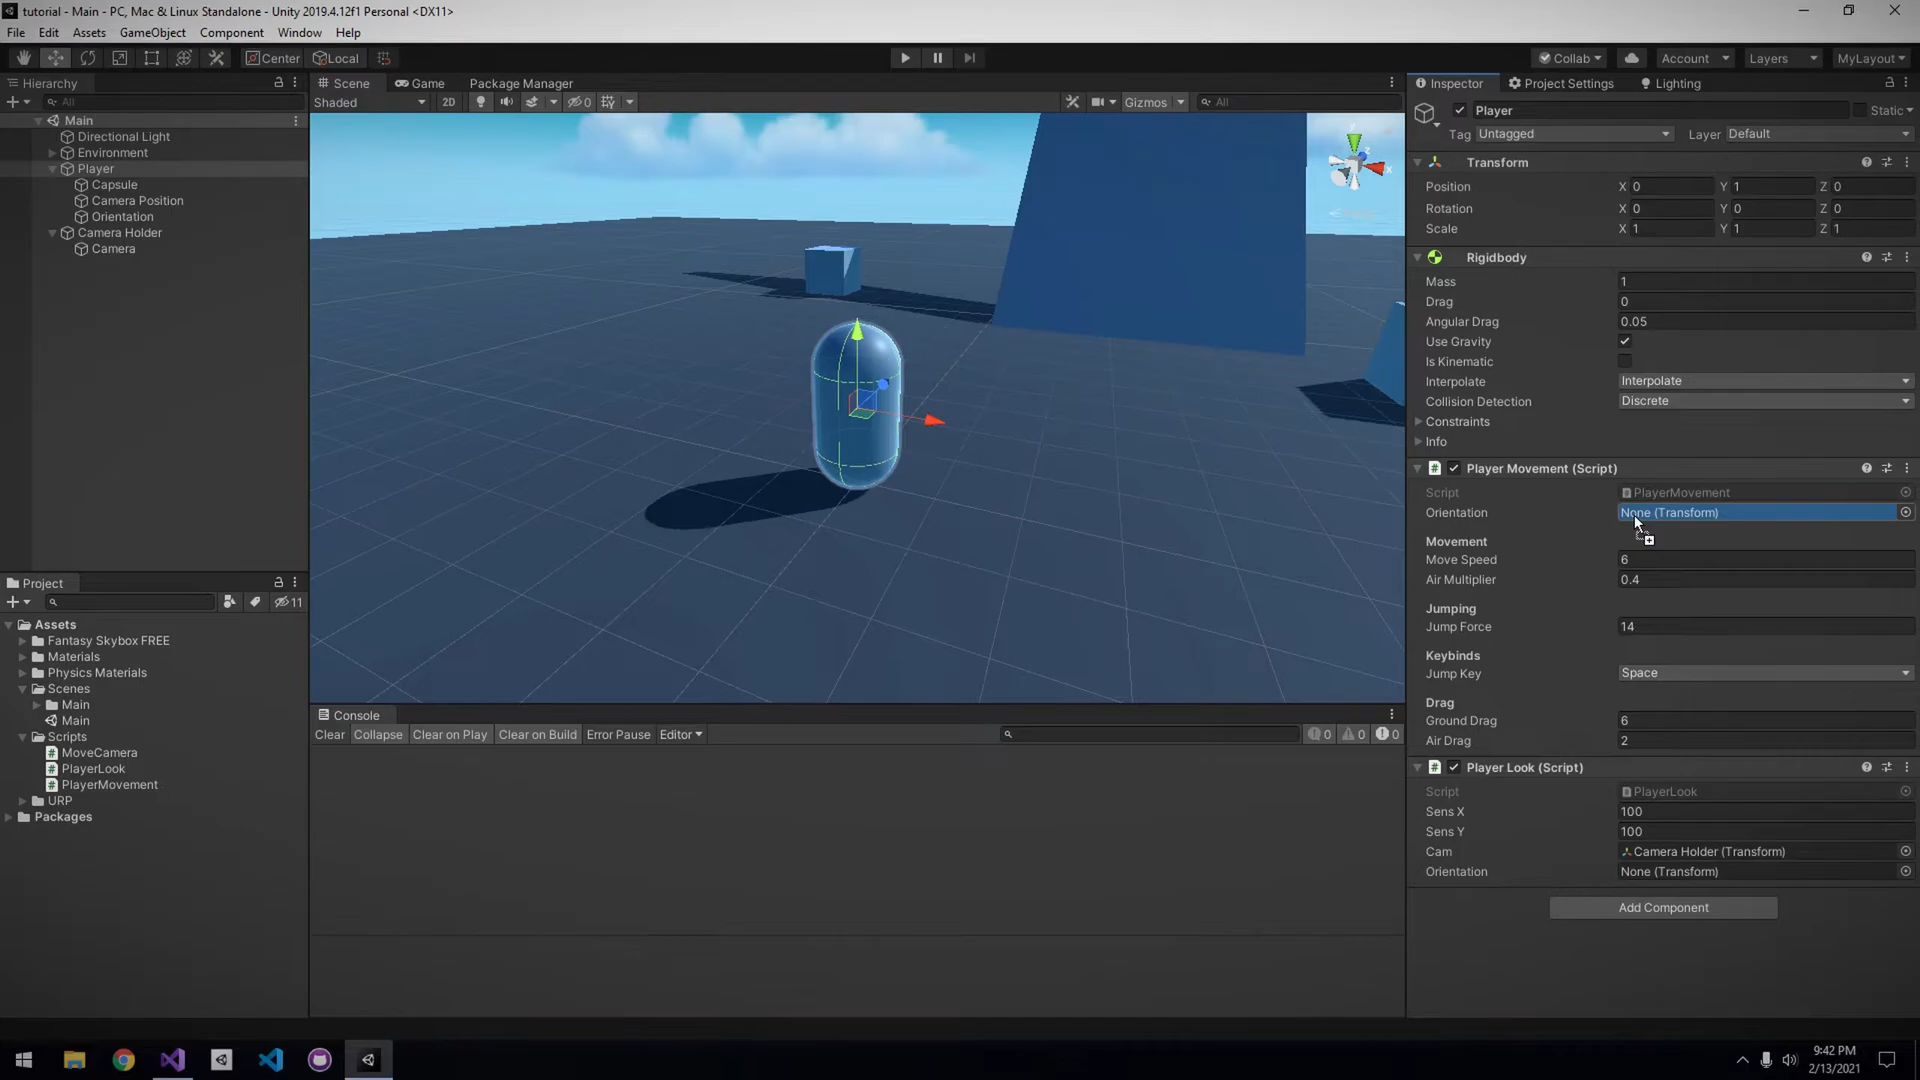 tutorial - Main - PC, Mac & Linux Standalone - Unity 2019.4.12f1 Personal <DX11>
File Edit Assets GameObject Component Window Help
Center Local Collab Account Layers MyLayout
Hierarchy
All
Main
Directional Light
Environment
Player
Capsule
Camera Position
Orientation
Camera Holder
Camera
Project
11
Assets
Fantasy Skybox FREE
Materials
Physics Materials
Scenes
Main
Main
Scripts
MoveCamera
PlayerLook
PlayerMovement
URP
Packages
Scene Game Package Manager
Shaded 2D 0 Gizmos All
y
z
x
Console
Clear Collapse Clear on Play Clear on Build Error Pause Editor 0 0 0
Inspector Project Settings Lighting
Player Static
Tag Untagged Layer Default
Transform
Position X 0 Y 1 Z 0
Rotation X 0 Y 0 Z 0
Scale X 1 Y 1 Z 1
Rigidbody
Mass 1
Drag 0
Angular Drag 0.05
Use Gravity
Is Kinematic
Interpolate Interpolate
Collision Detection Discrete
Constraints
Info
# Player Movement (Script)
Script PlayerMovement
Orientation None (Transform)
Movement
Move Speed 6
Air Multiplier 0.4
Jumping
Jump Force 14
Keybinds
Jump Key Space
Drag
Ground Drag 6
Air Drag 2
# Player Look (Script)
Script PlayerLook
Sens X 100
Sens Y 100
Cam Camera Holder (Transform)
Orientation None (Transform)
Add Component
9:42 PM
2/13/2021